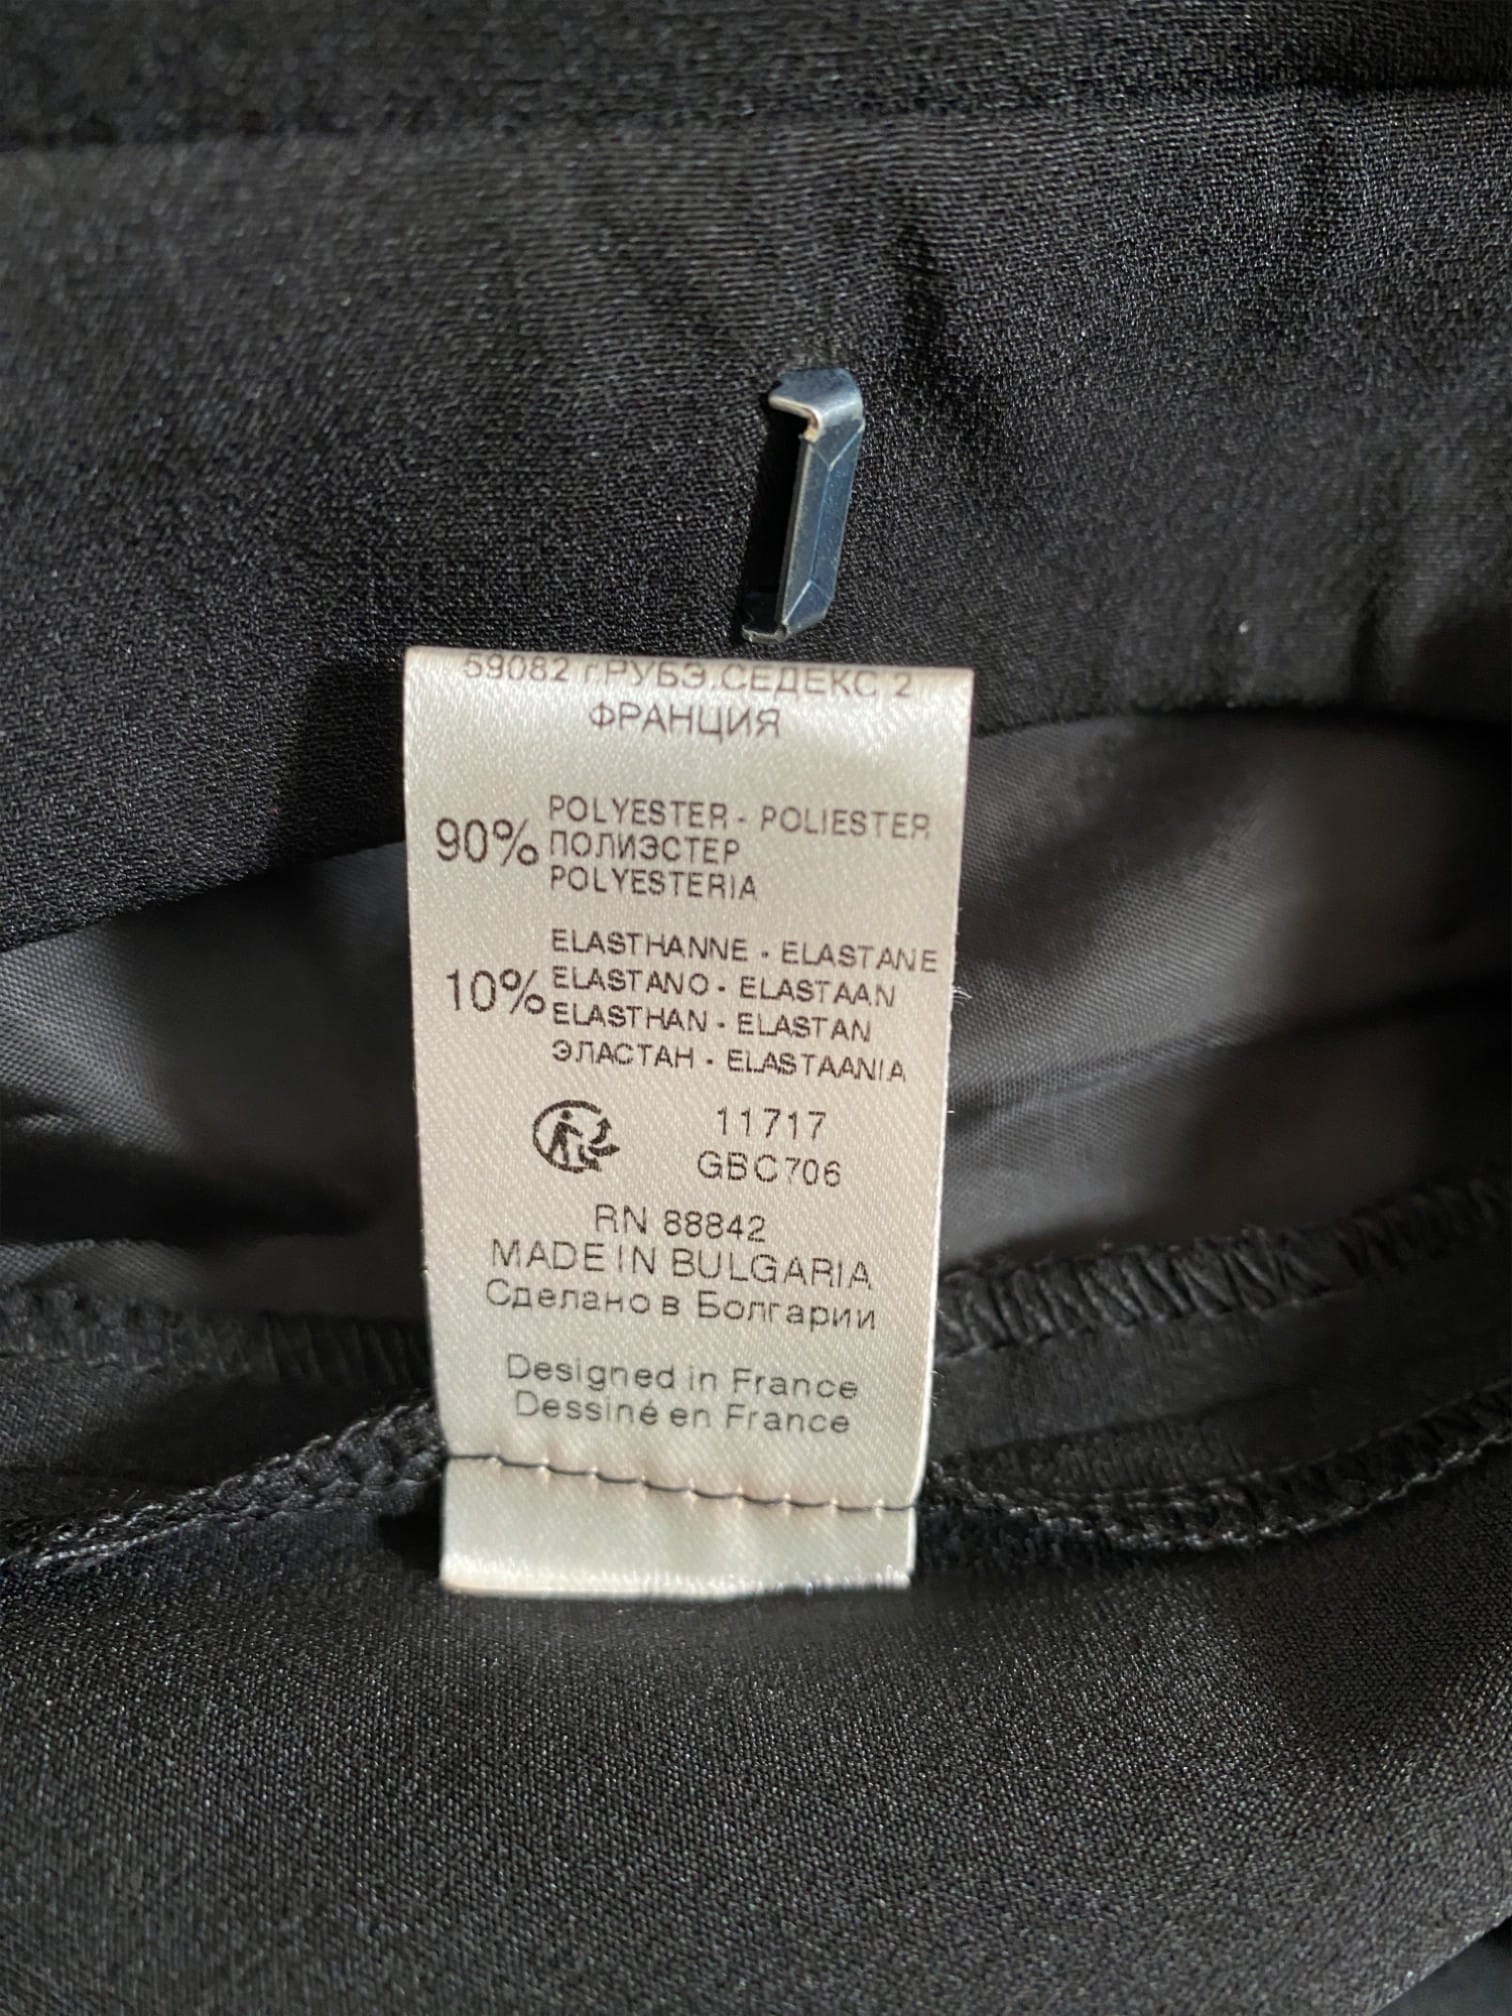 59082 г.РУБЭ СЕДЕКС 2
ФРАНЦИЯ
90% POLYESTER - POLIESTER
ПОЛИЭСТЕР
POLYESTERIA
10% ELASTHANNE - ELASTANE
ELASTANO - ELASTAAN
ELASTHAN - ELASTAN
ЭЛАСТАН - ELASTAANIA
11717
GBC706
RN 88842
MADE IN BULGARIA
Сделано в Болгарии
Designed in France
Dessiné en France